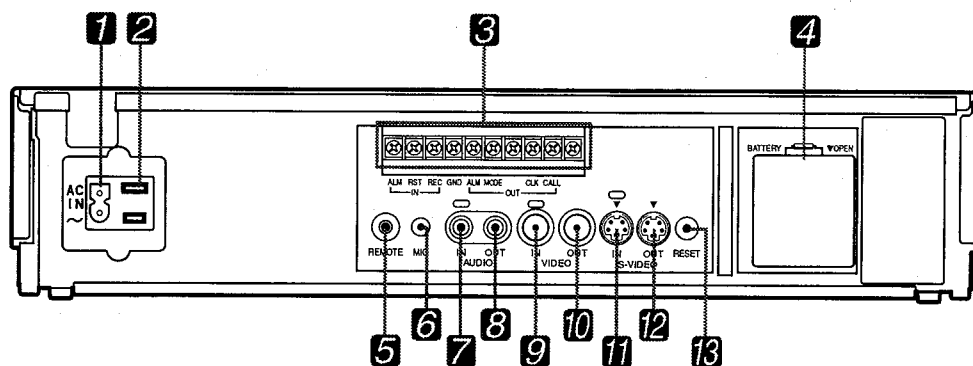 1 2 3 4
BATTERY ▼OPEN
ALM RST REC GND ALM MODE CLK CALL
IN OUT
AC
IN
~
REMOTE MIC IN OUT IN OUT IN OUT RESET
AUDIO VIDEO S-VIDEO
5 6 7 8 9 10 11 12 13